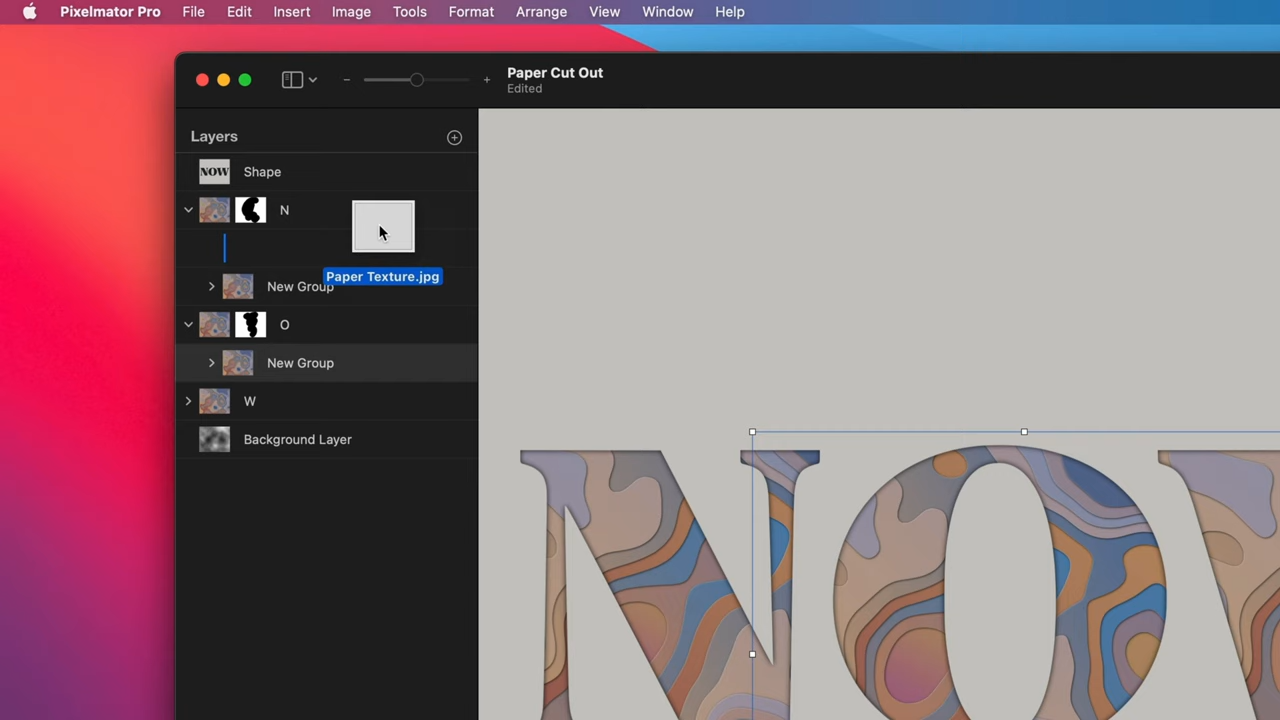 Pixelmator Pro File Edit Insert Image Tools Format Arrange View Window Help
Paper Cut Out
Edited
Layers
NOW Shape
N
Paper Texture.jpg
New Group
O
New Group
W
Background Layer
NOW